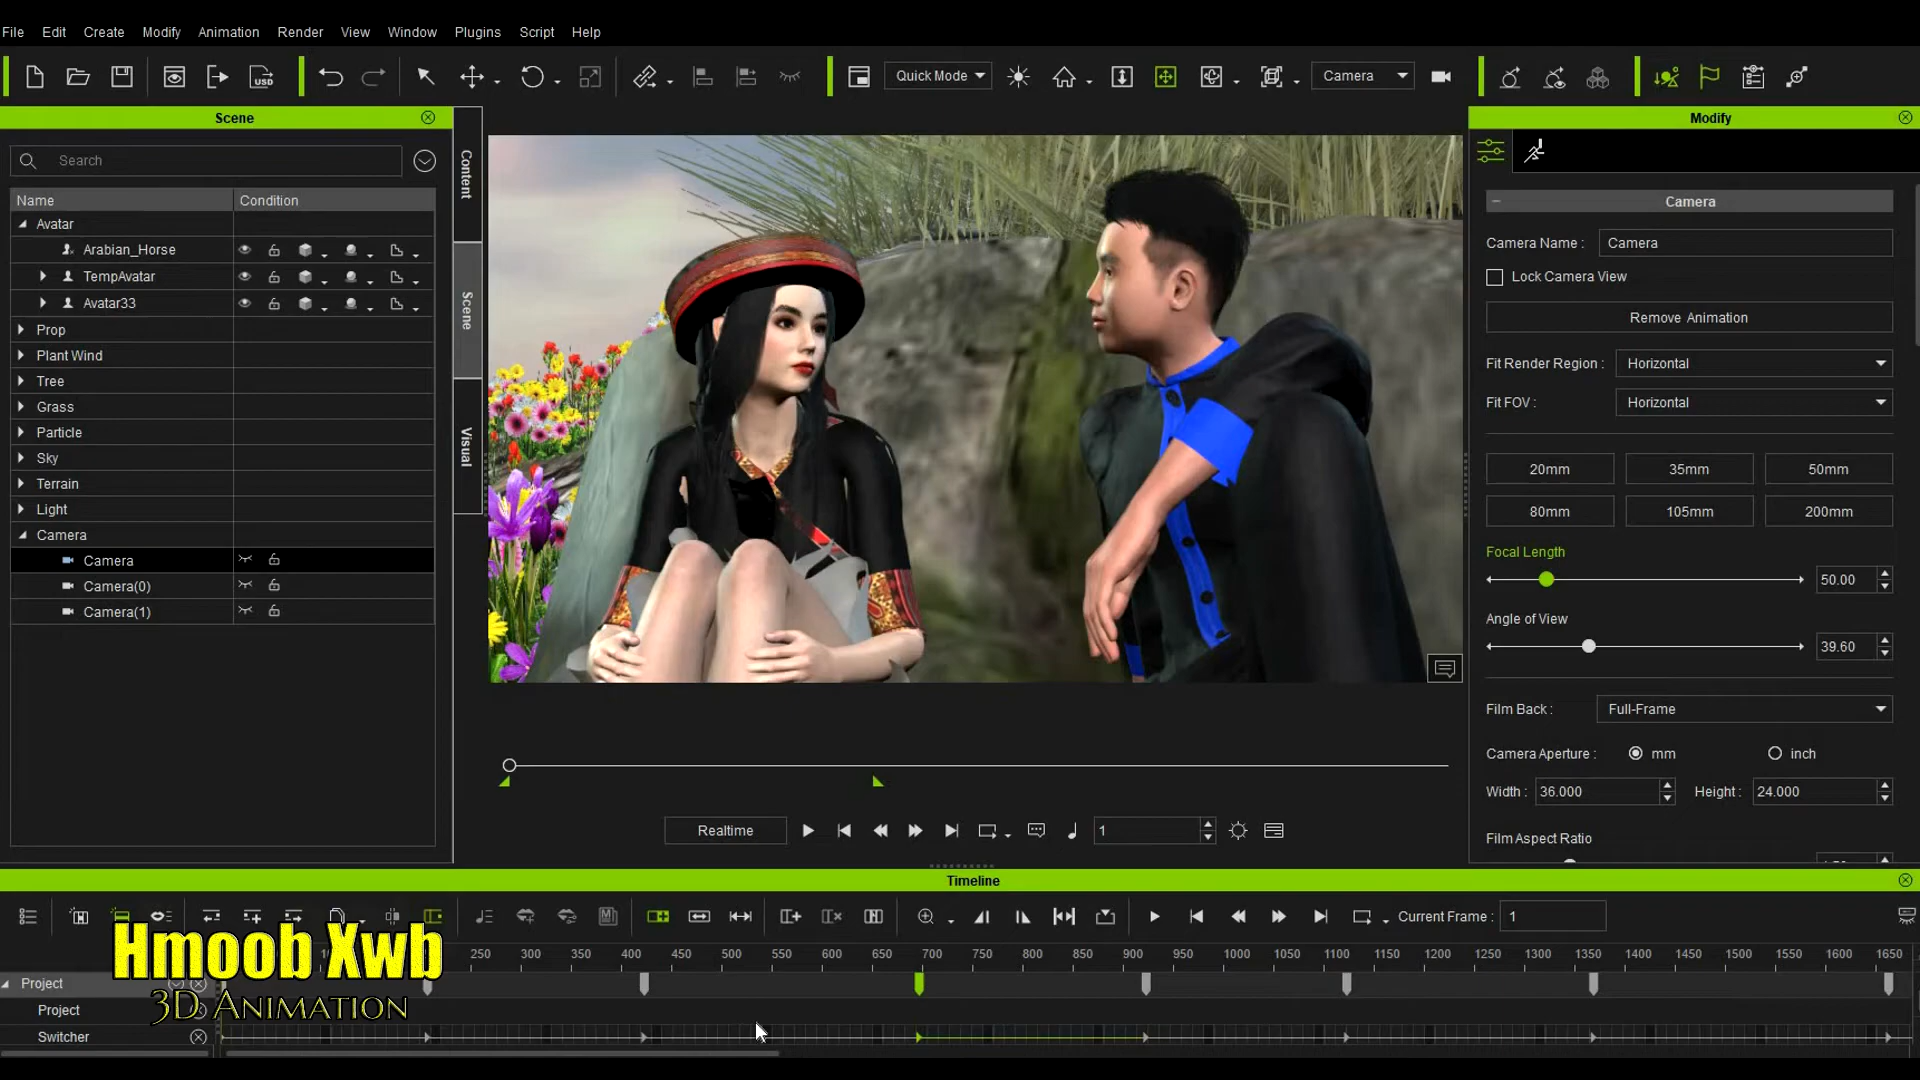 File Edit Create Modify Animation Render View Window Plugins Script Help
USD Quick Mode Camera
Scene
Search
Name Condition
Avatar
Arabian_Horse
TempAvatar
Avatar33
Prop
Plant Wind
Tree
Grass
Particle
Sky
Terrain
Light
Camera
Camera
Camera(0)
Camera(1)
Content
Scene
Visual
Modify
Camera
Camera Name : Camera
Lock Camera View
Remove Animation
Fit Render Region : Horizontal
Fit FOV : Horizontal
20mm 35mm 50mm
80mm 105mm 200mm
Focal Length
50.00
Angle of View
39.60
Film Back : Full-Frame
Camera Aperture : mm inch
Width : 36.000 Height : 24.000
Film Aspect Ratio
Realtime 1
Timeline
Current Frame : 1
250 300 350 400 450 500 550 600 650 700 750 800 850 900 950 1000 1050 1100 1150 1200 1250 1300 1350 1400 1450 1500 1550 1600 1650
Hmoob Xwb
3D Animation
Project
Project
Switcher